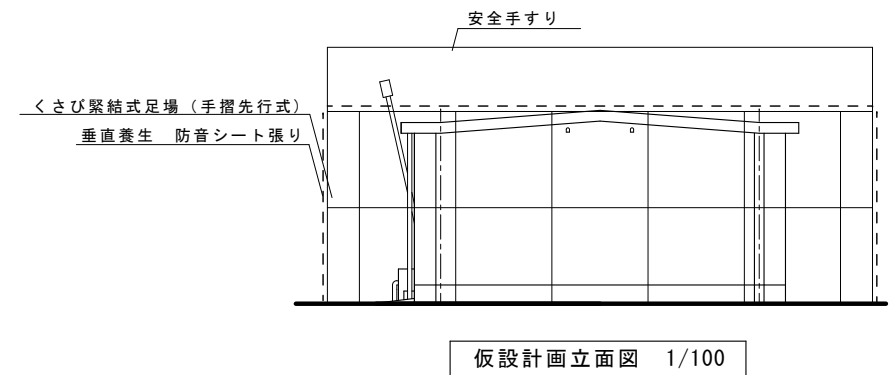 安全手すり
くさび緊結式足場（手摺先行式）
垂直養生　防音シート張り
仮設計画立面図　1/100